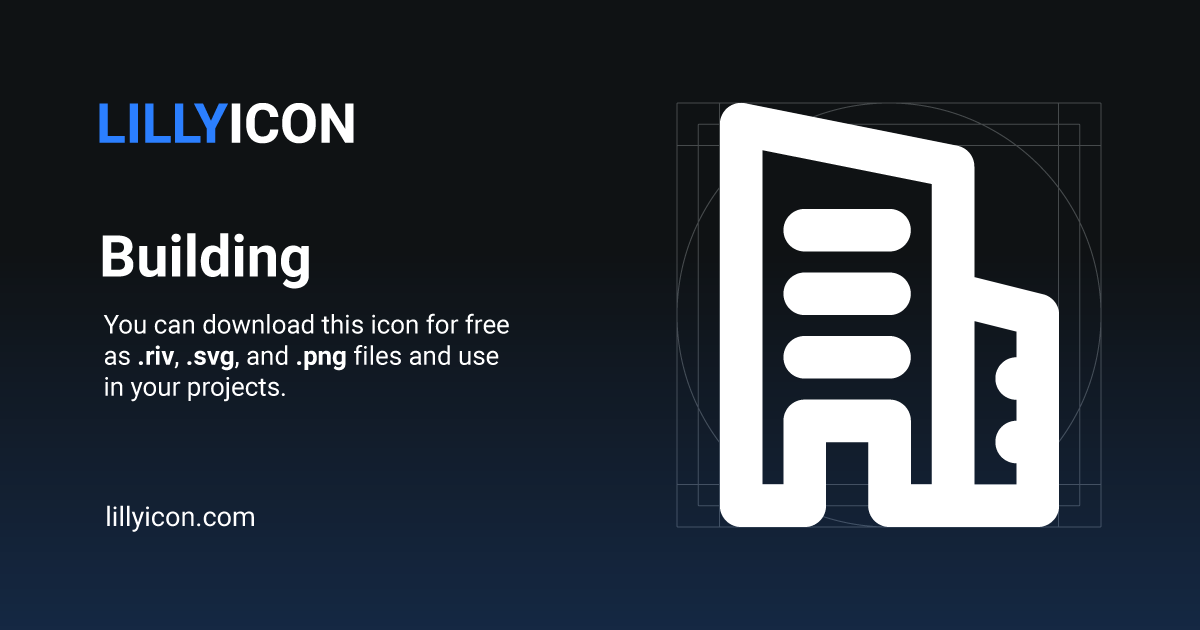 LILLYICON
Building
You can download this icon for free
as .riv, .svg, and .png files and use
in your projects.
lillyicon.com